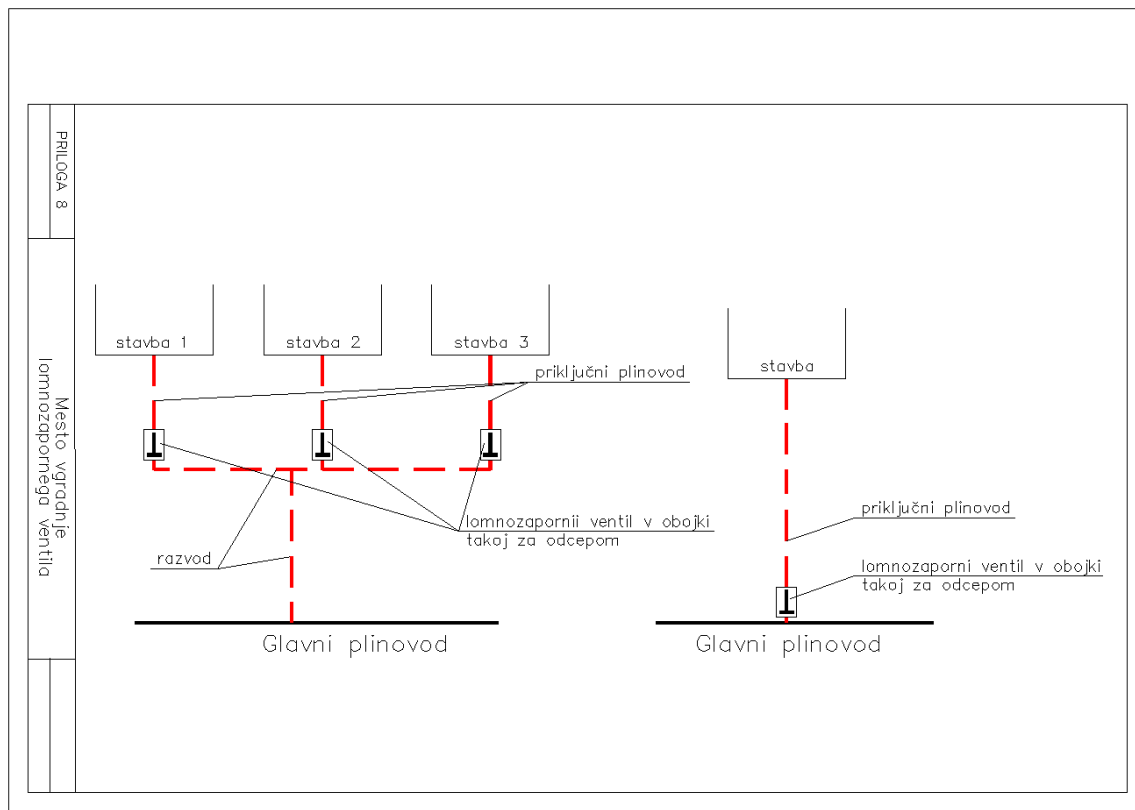 PRILOGA 8
Mesto vgradnje
lomnozapornega ventila
stavba 1
stavba 2
stavba 3
priključni plinovod
lomnozapornii ventil v obojki
takoj za odcepom
razvod
Glavni plinovod
stavba
priključni plinovod
lomnozaporni ventil v obojki
takoj za odcepom
Glavni plinovod